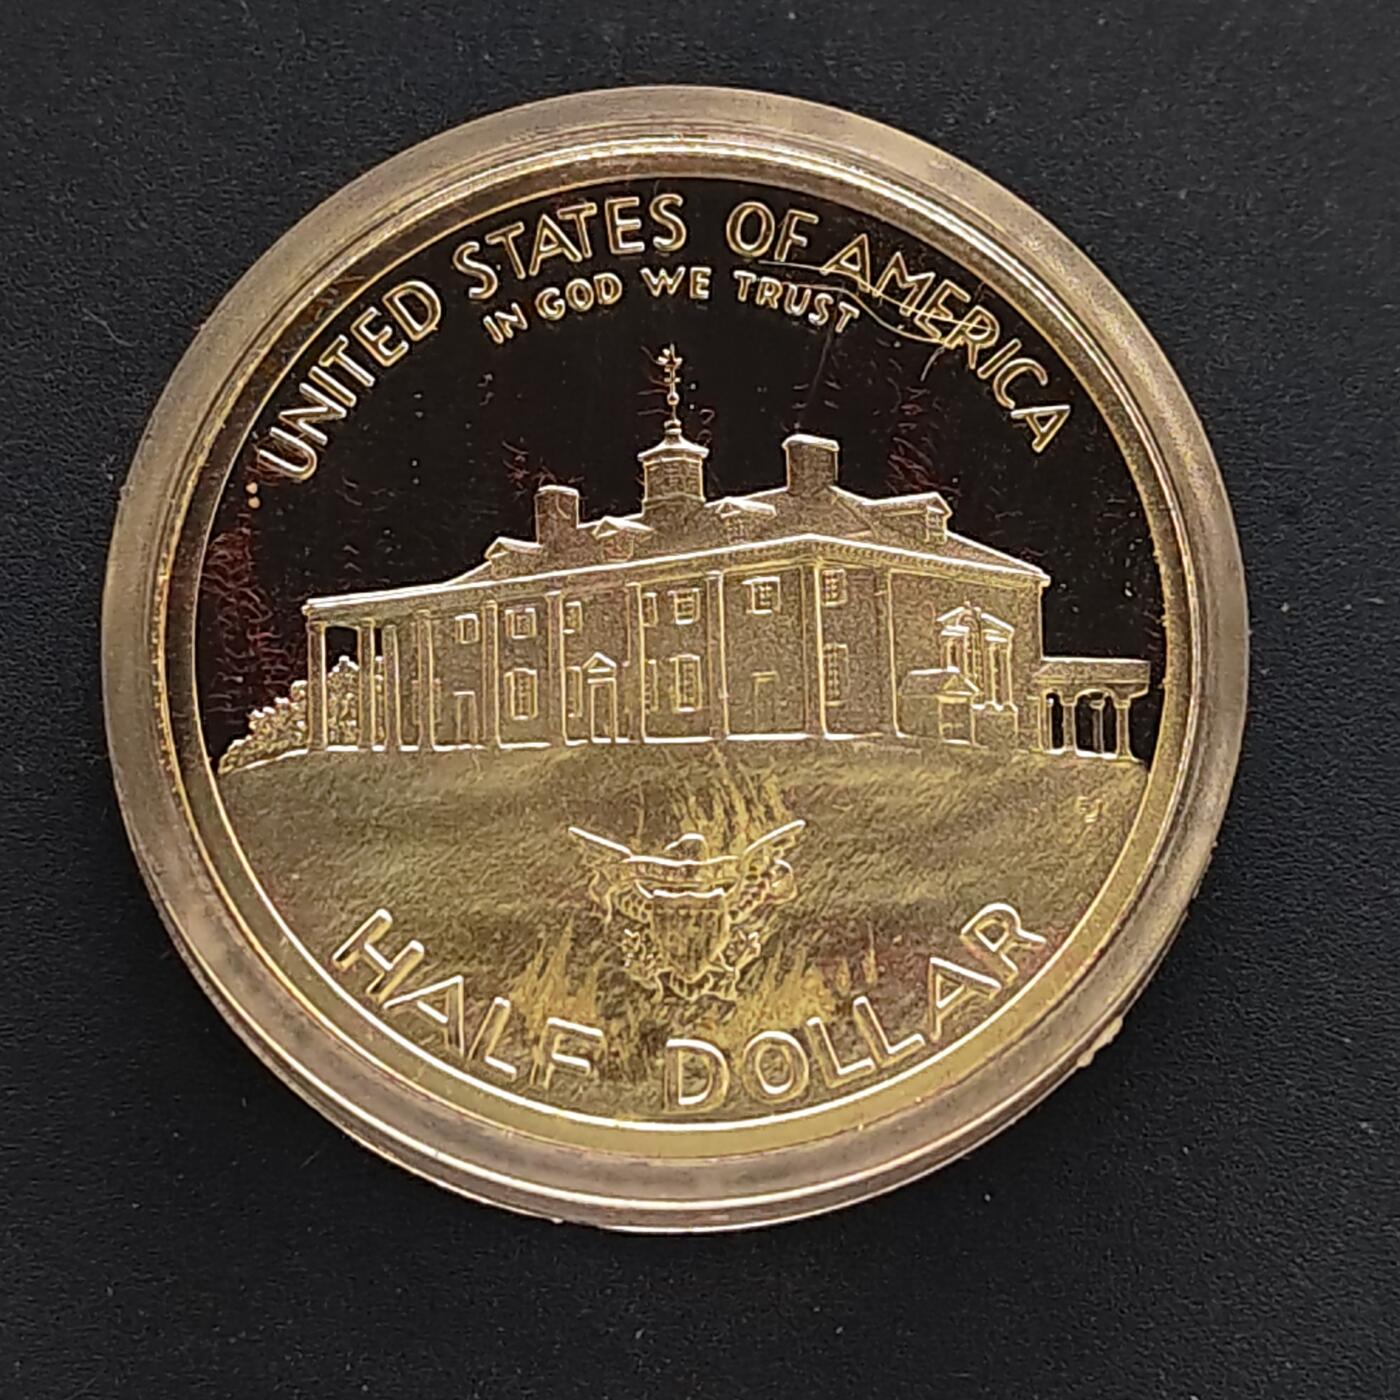 UNITED STATES OF AMERICA
IN GOD WE TRUST
HALF DOLLAR